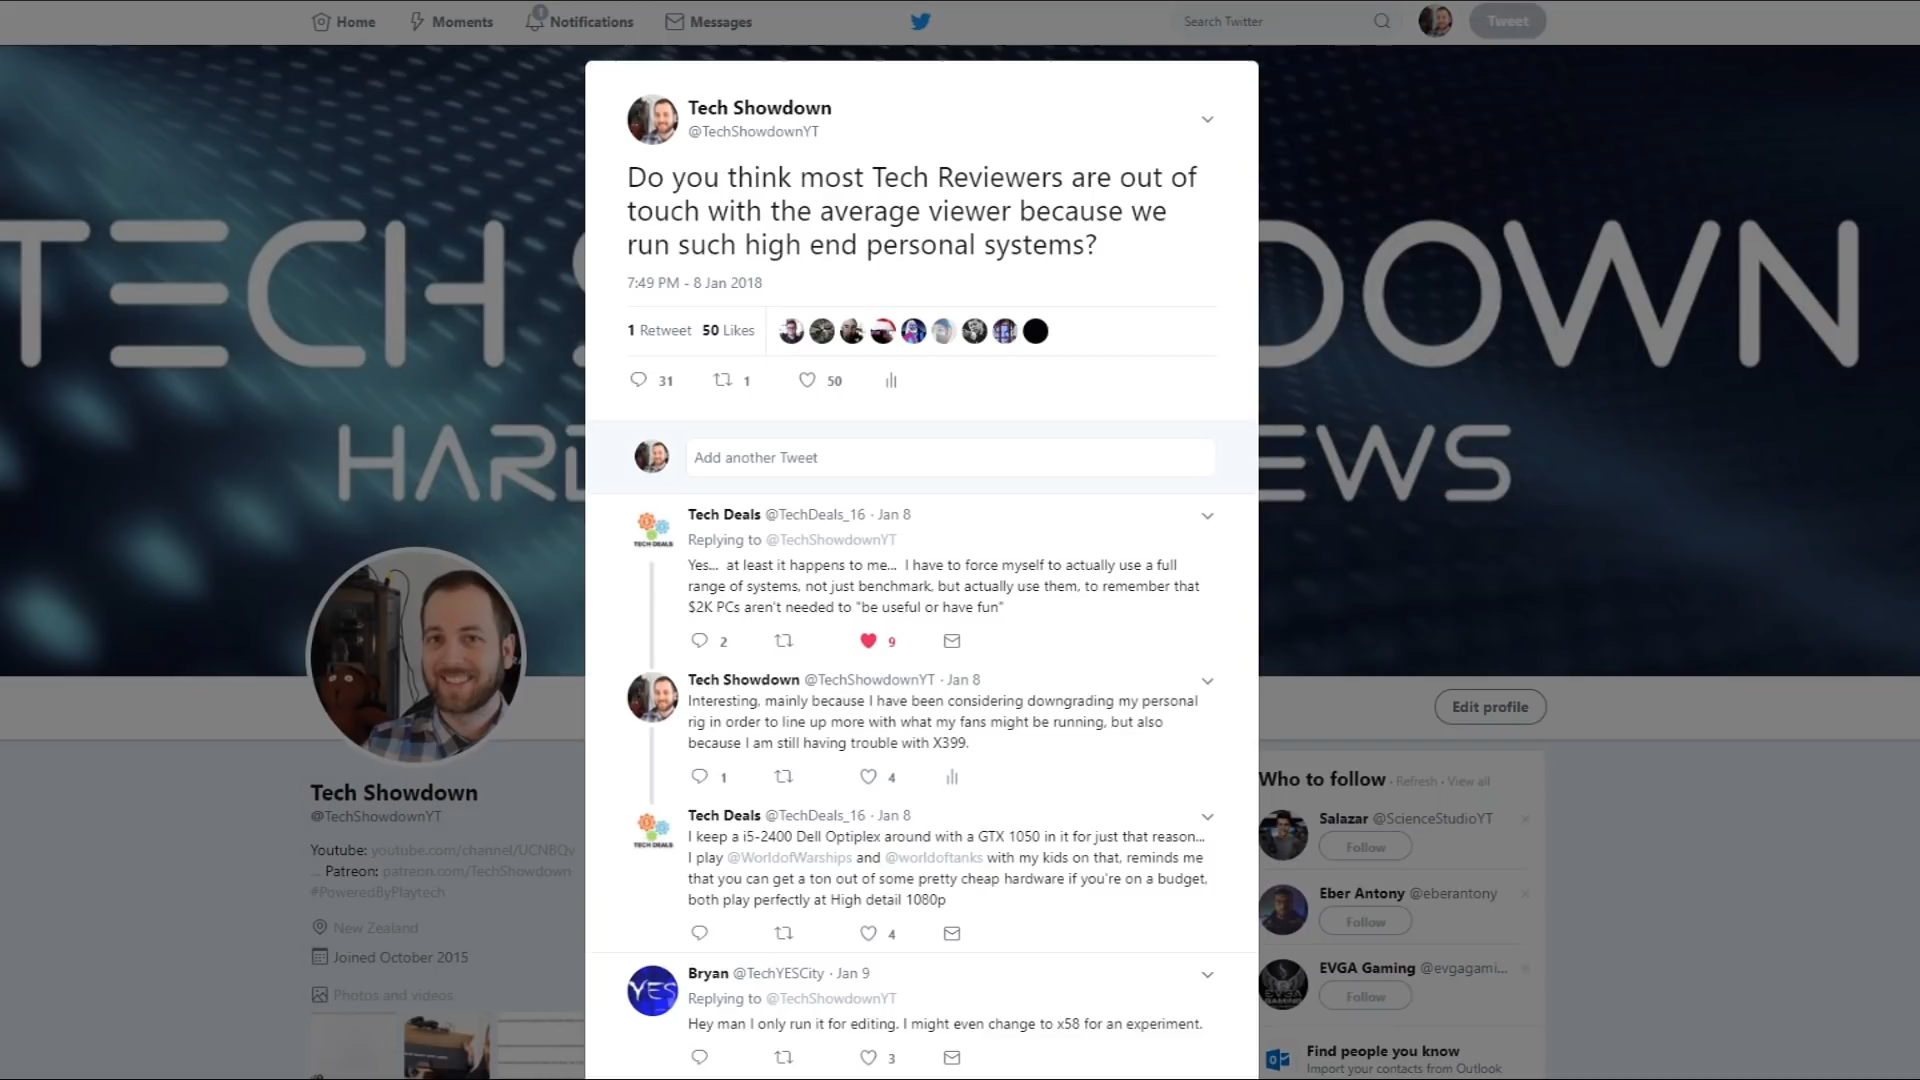 Home
Moments
1
Notifications
Messages
Search Twitter
Tweet
TECH S
DOWN
HARD
EWS
Tech Showdown
@TechShowdownYT
Do you think most Tech Reviewers are out of
touch with the average viewer because we
run such high end personal systems?
7:49 PM - 8 Jan 2018
1 Retweet 50 Likes
31 1 50
Add another Tweet
Tech Deals @TechDeals_16 · Jan 8
Replying to @TechShowdownYT
Yes... at least it happens to me... I have to force myself to actually use a full
range of systems, not just benchmark, but actually use them, to remember that
$2K PCs aren't needed to "be useful or have fun"
2 9
TECH DEALS
Tech Showdown @TechShowdownYT · Jan 8
Interesting, mainly because I have been considering downgrading my personal
rig in order to line up more with what my fans might be running, but also
because I am still having trouble with X399.
1 4
Tech Deals @TechDeals_16 · Jan 8
I keep a i5-2400 Dell Optiplex around with a GTX 1050 in it for just that reason...
I play @WorldofWarships and @worldoftanks with my kids on that, reminds me
that you can get a ton out of some pretty cheap hardware if you're on a budget,
both play perfectly at High detail 1080p
4
TECH DEALS
Bryan @TechYESCity · Jan 9
Replying to @TechShowdownYT
Hey man I only run it for editing. I might even change to x58 for an experiment.
3
YES
Tech Showdown
@TechShowdownYT
Youtube: youtube.com/channel/UCNBQv
... Patreon: patreon.com/TechShowdown
#PoweredByPlaytech
New Zealand
Joined October 2015
Photos and videos
Edit profile
Who to follow · Refresh · View all
Salazar @ScienceStudioYT
Follow
Eber Antony @eberantony
Follow
EVGA Gaming @evgagami...
Follow
EVGA
GAMING
Find people you know
Import your contacts from Outlook